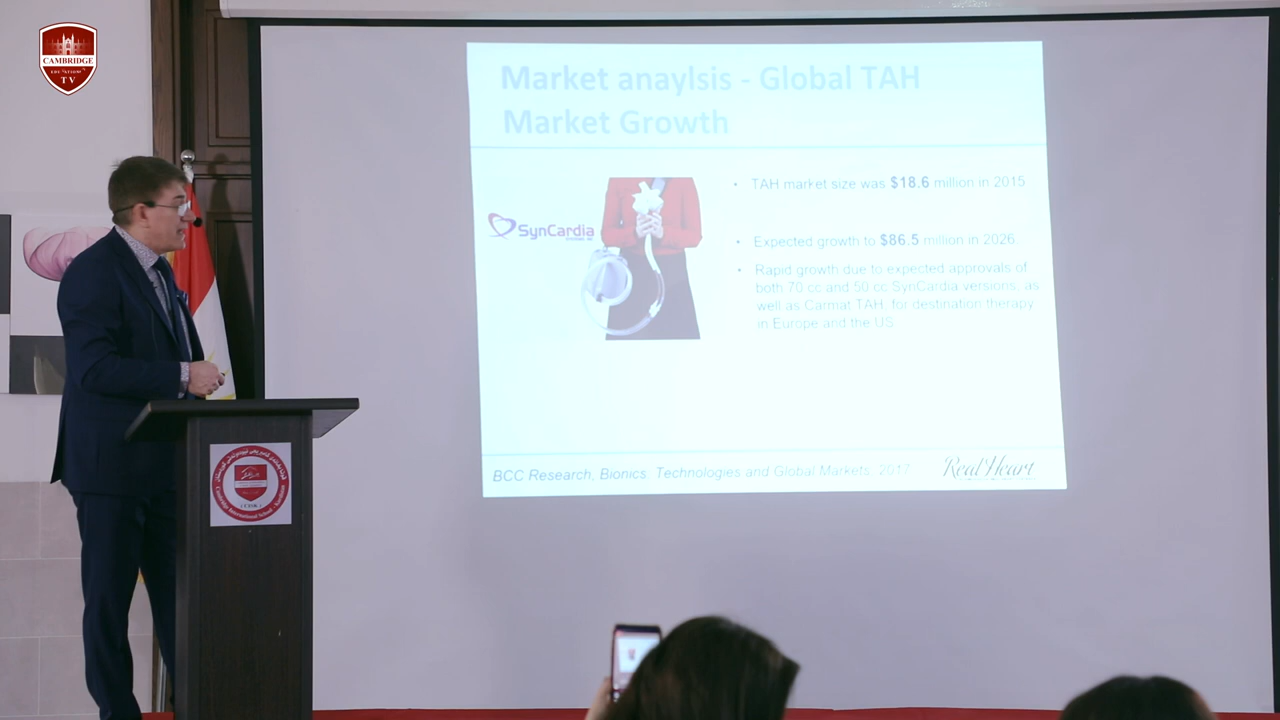 CAMBRIDGE
TV
Market anaylsis - Global TAH
Market Growth
SynCardia
• TAH market size was $18.6 million in 2015
• Expected growth to $86.5 million in 2026
• Rapid growth due to expected approvals of
both 70 cc and 50 cc SynCardia versions, as
well as Carmat TAH, for destination therapy
in Europe and the US
BCC Research, Bionics: Technologies and Global Markets, 2017
Real Heart